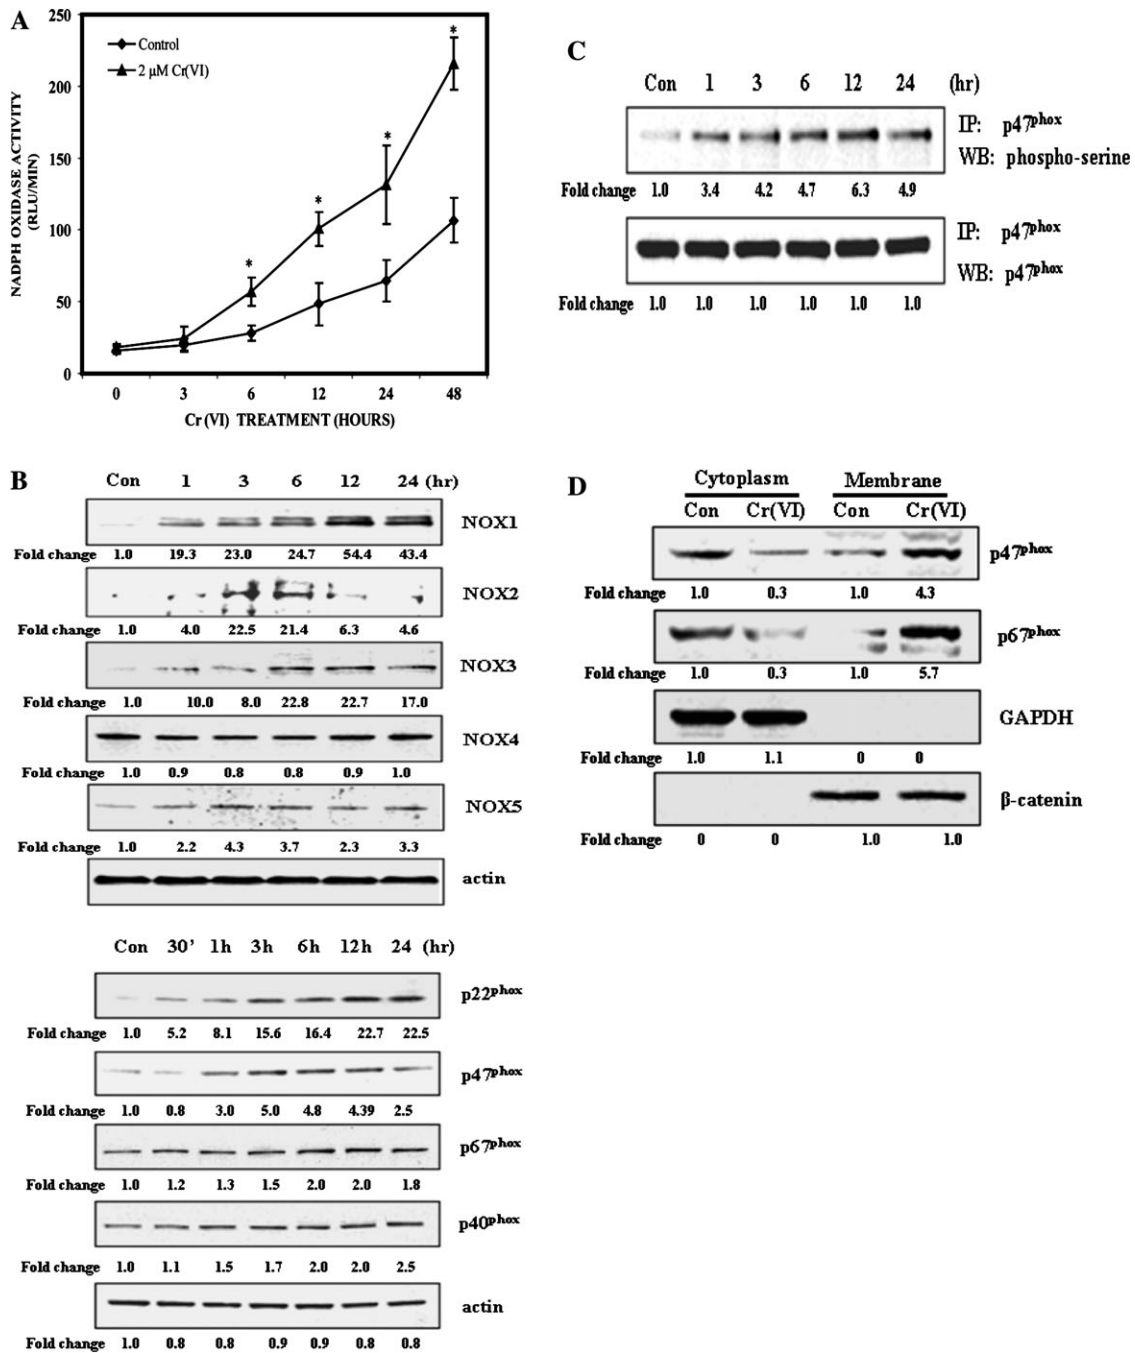 A
250
200
150
100
50
0
NADPH OXIDASE ACTIVITY
(RLU/MIN)
Control
2 µM Cr(VI)
*
*
*
*
0 3 6 12 24 48
Cr (VI) TREATMENT (HOURS)
B
Con 1 3 6 12 24 (hr)
NOX1
Fold change 1.0 19.3 23.0 24.7 54.4 43.4
NOX2
Fold change 1.0 4.0 22.5 21.4 6.3 4.6
NOX3
Fold change 1.0 10.0 8.0 22.8 22.7 17.0
NOX4
Fold change 1.0 0.9 0.8 0.8 0.9 1.0
NOX5
Fold change 1.0 2.2 4.3 3.7 2.3 3.3
actin
Con 30’ 1h 3h 6h 12h 24 (hr)
p22phox
Fold change 1.0 5.2 8.1 15.6 16.4 22.7 22.5
p47phox
Fold change 1.0 0.8 3.0 5.0 4.8 4.39 2.5
p67phox
Fold change 1.0 1.2 1.3 1.5 2.0 2.0 1.8
p40phox
Fold change 1.0 1.1 1.5 1.7 2.0 2.0 2.5
actin
Fold change 1.0 0.8 0.8 0.9 0.9 0.8 0.8
C
Con 1 3 6 12 24 (hr)
IP: p47phox
WB: phospho-serine
Fold change 1.0 3.4 4.2 4.7 6.3 4.9
IP: p47phox
WB: p47phox
Fold change 1.0 1.0 1.0 1.0 1.0 1.0
D
Cytoplasm Membrane
Con Cr(VI) Con Cr(VI)
p47phox
Fold change 1.0 0.3 1.0 4.3
p67phox
Fold change 1.0 0.3 1.0 5.7
GAPDH
Fold change 1.0 1.1 0 0
β-catenin
Fold change 0 0 1.0 1.0